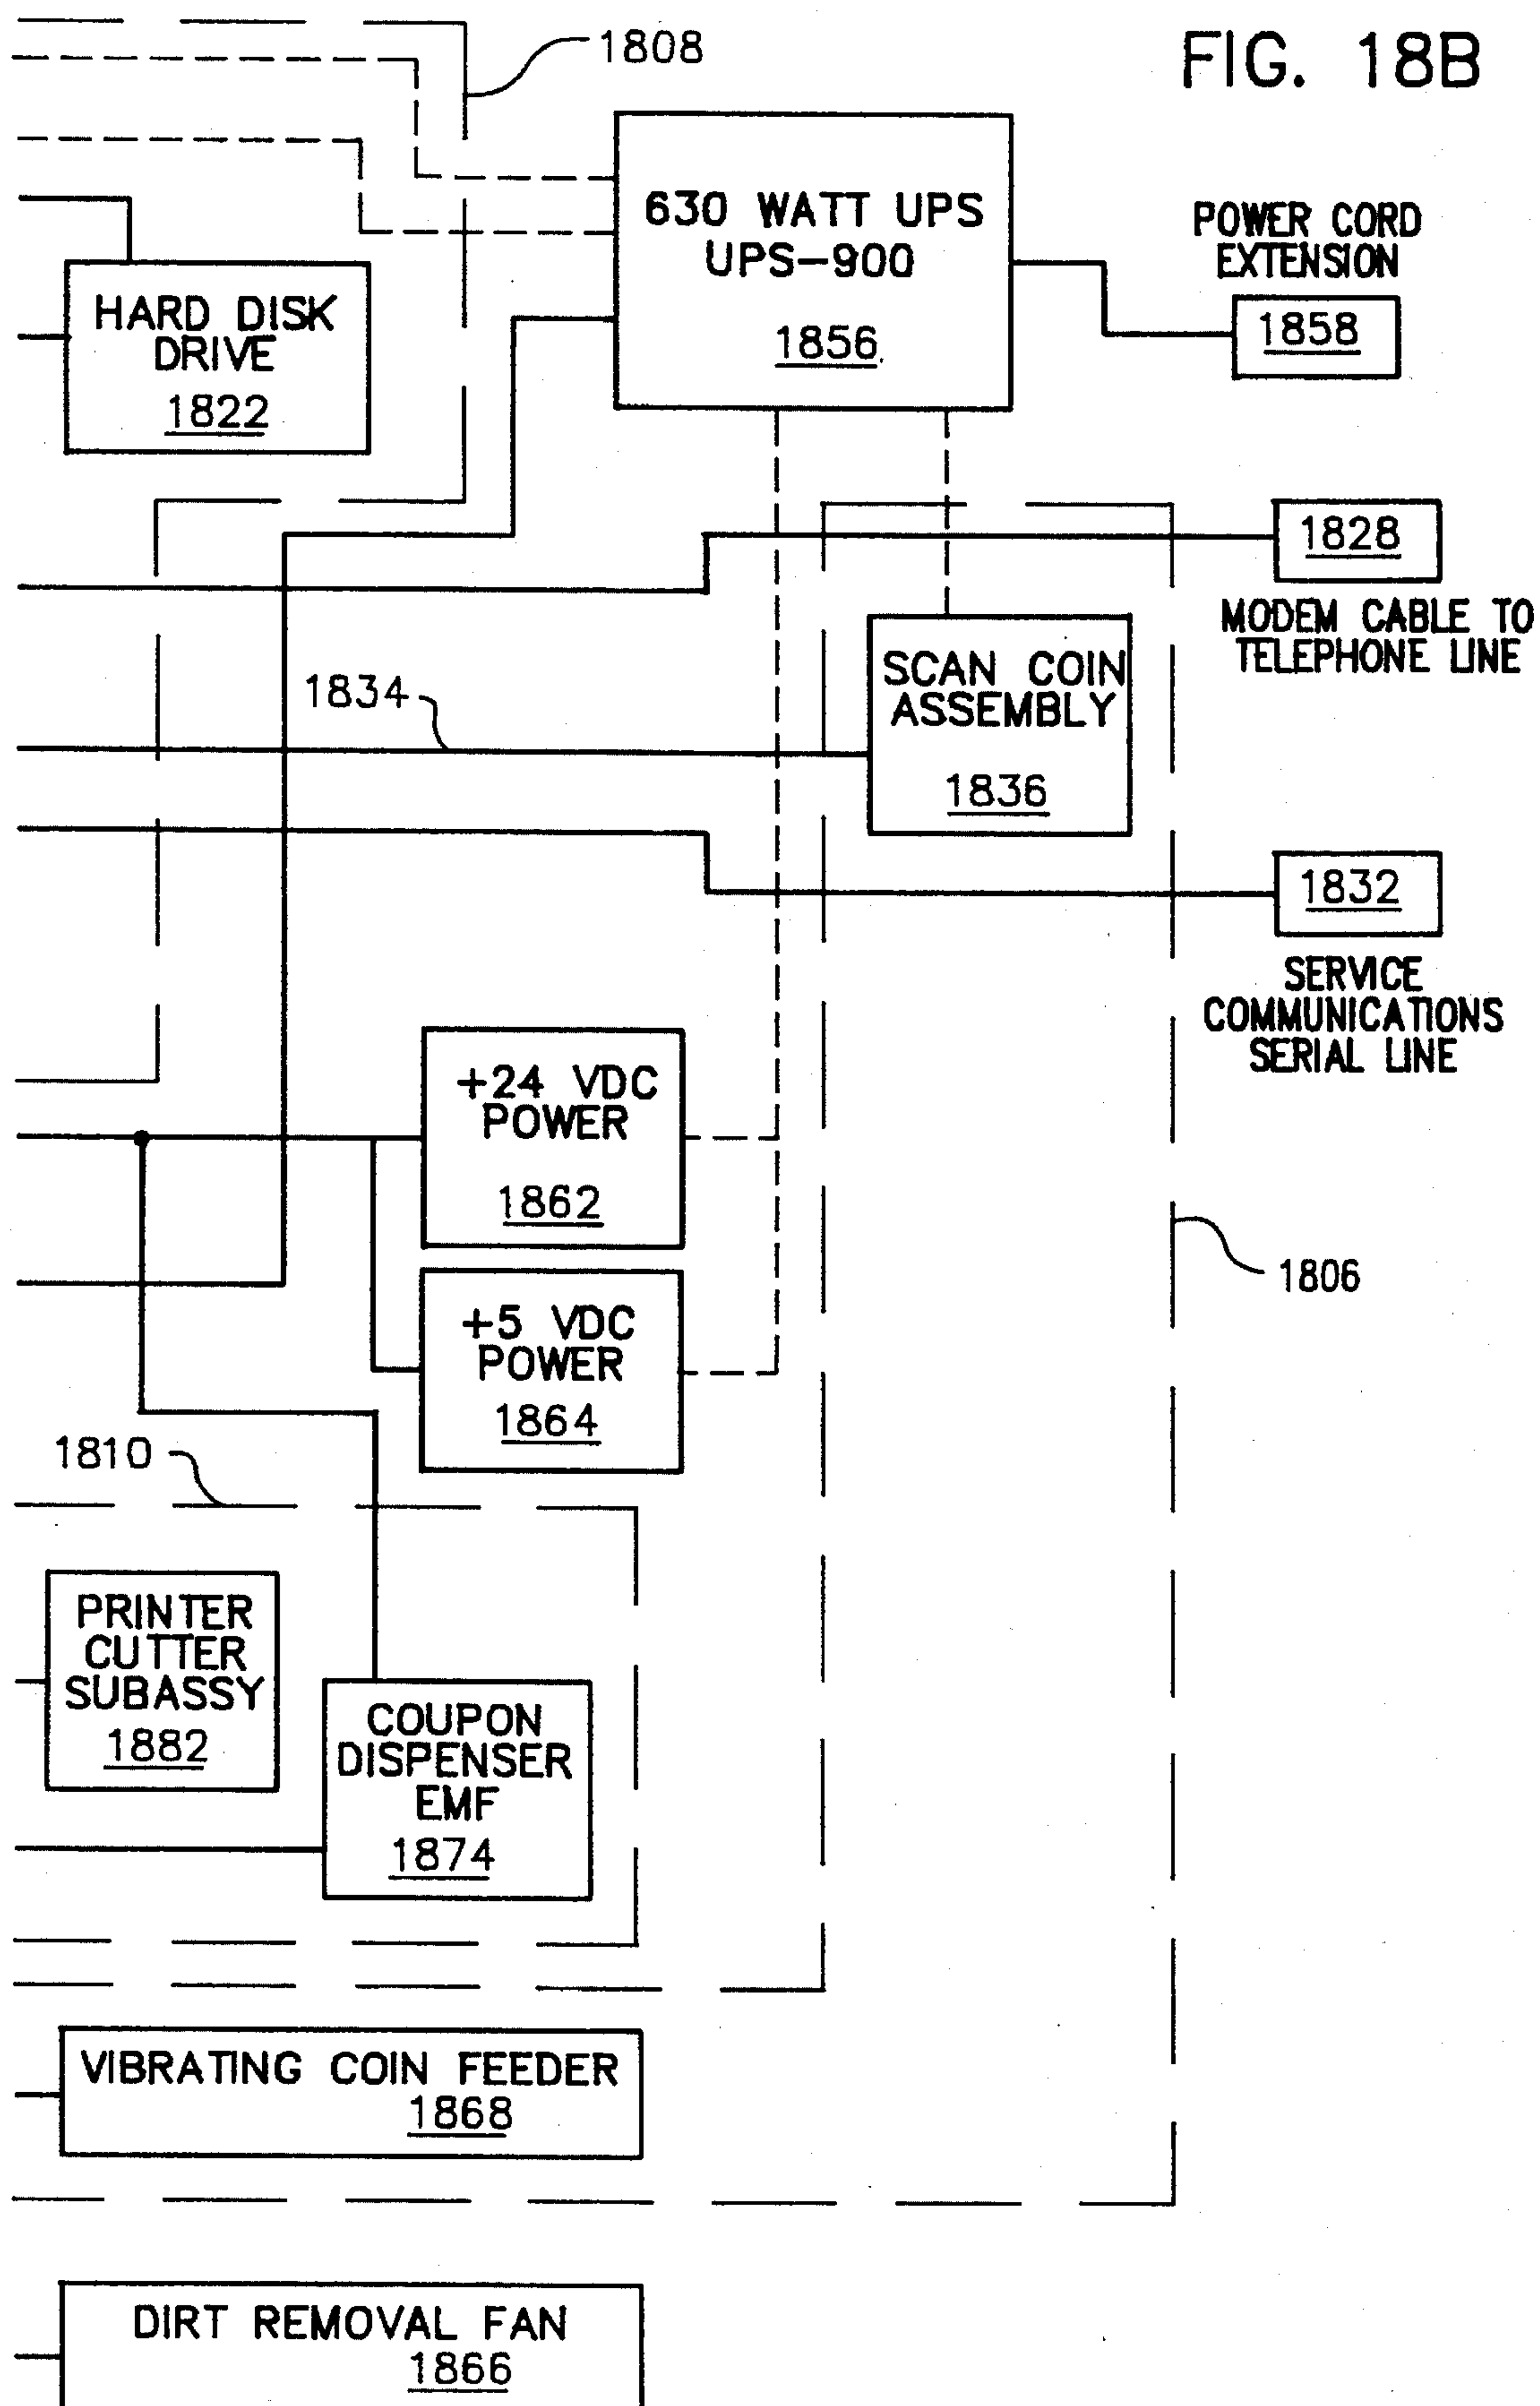 FIG. 18B
1808
630 WATT UPS
UPS-900
1856
POWER CORD
EXTENSION
1858
HARD DISK
DRIVE
1822
1828
MODEM CABLE TO
TELEPHONE LINE
1834
SCAN COIN
ASSEMBLY
1836
1832
SERVICE
COMMUNICATIONS
SERIAL LINE
+24 VDC
POWER
1862
1806
+5 VDC
POWER
1864
1810
PRINTER
CUTTER
SUBASSY
1882
COUPON
DISPENSER
EMF
1874
VIBRATING COIN FEEDER
1868
DIRT REMOVAL FAN
1866